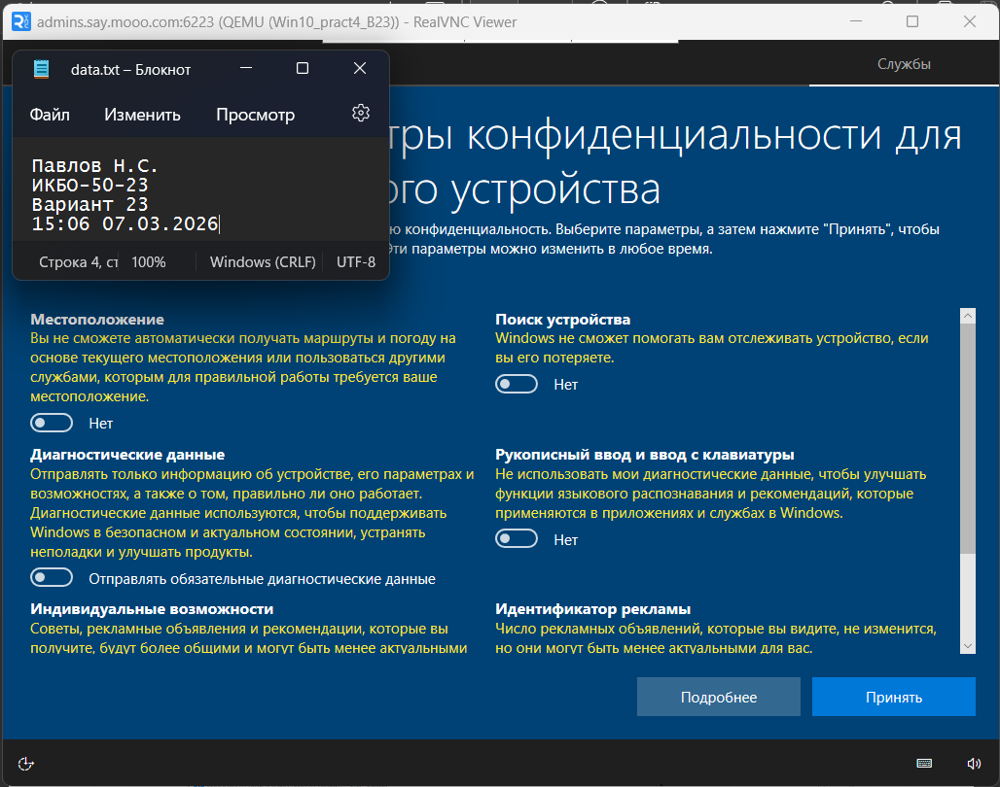 admins.say.mooo.com:6223 (QEMU (Win10_pract4_B23)) - RealVNC Viewer
Службы
data.txt – Блокнот
Файл Изменить Просмотр
Павлов Н.С.
ИКБО-50-23
Вариант 23
15:06 07.03.2026
Строка 4, ст 100% Windows (CRLF) UTF-8
тры конфиденциальности для
ого устройства
ю конфиденциальность. Выберите параметры, а затем нажмите "Принять", чтобы
Эти параметры можно изменить в любое время.
Местоположение
Вы не сможете автоматически получать маршруты и погоду на
основе текущего местоположения или пользоваться другими
службами, которым для правильной работы требуется ваше
местоположение.
Нет
Поиск устройства
Windows не сможет помогать вам отслеживать устройство, если
вы его потеряете.
Нет
Диагностические данные
Отправлять только информацию об устройстве, его параметрах и
возможностях, а также о том, правильно ли оно работает.
Диагностические данные используются, чтобы поддерживать
Windows в безопасном и актуальном состоянии, устранять
неполадки и улучшать продукты.
Отправлять обязательные диагностические данные
Рукописный ввод и ввод с клавиатуры
Не использовать мои диагностические данные, чтобы улучшать
функции языкового распознавания и рекомендаций, которые
применяются в приложениях и службах в Windows.
Нет
Индивидуальные возможности
Советы, рекламные объявления и рекомендации, которые вы
получите, будут более общими и могут быть менее актуальными
Идентификатор рекламы
Число рекламных объявлений, которые вы видите, не изменится,
но они могут быть менее актуальными для вас.
Подробнее
Принять